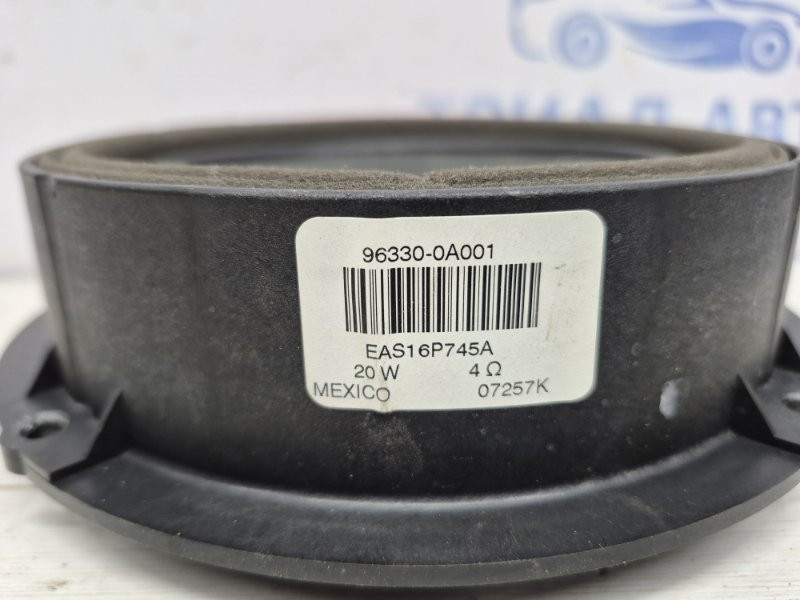 96330-0A001
EAS16P745A
20 W 4 Ω
MEXICO 07257K